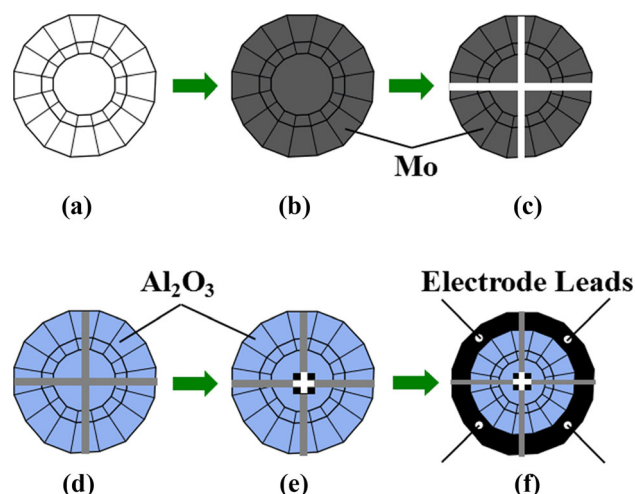 (a)
(b)
(c)
Mo
Al₂O₃
Electrode Leads
(d)
(e)
(f)